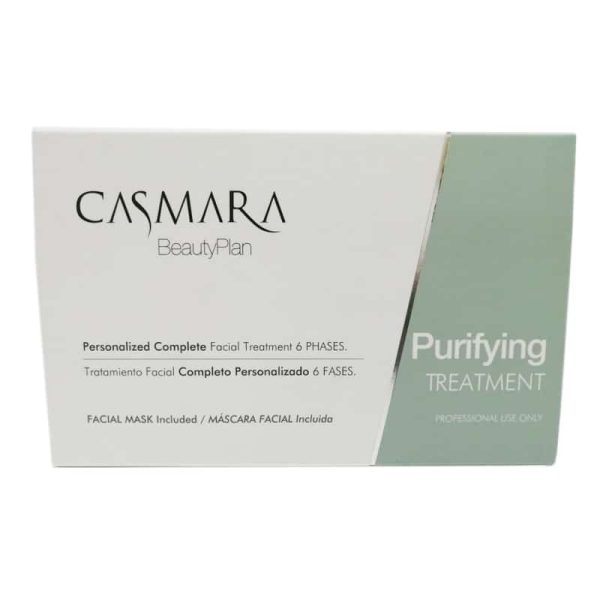 CASMARA
BeautyPlan
Personalized Complete Facial Treatment 6 PHASES.
Tratamiento Facial Completo Personalizado 6 FASES.
FACIAL MASK Included / MÁSCARA FACIAL Incluida
Purifying
TREATMENT
PROFESSIONAL USE ONLY